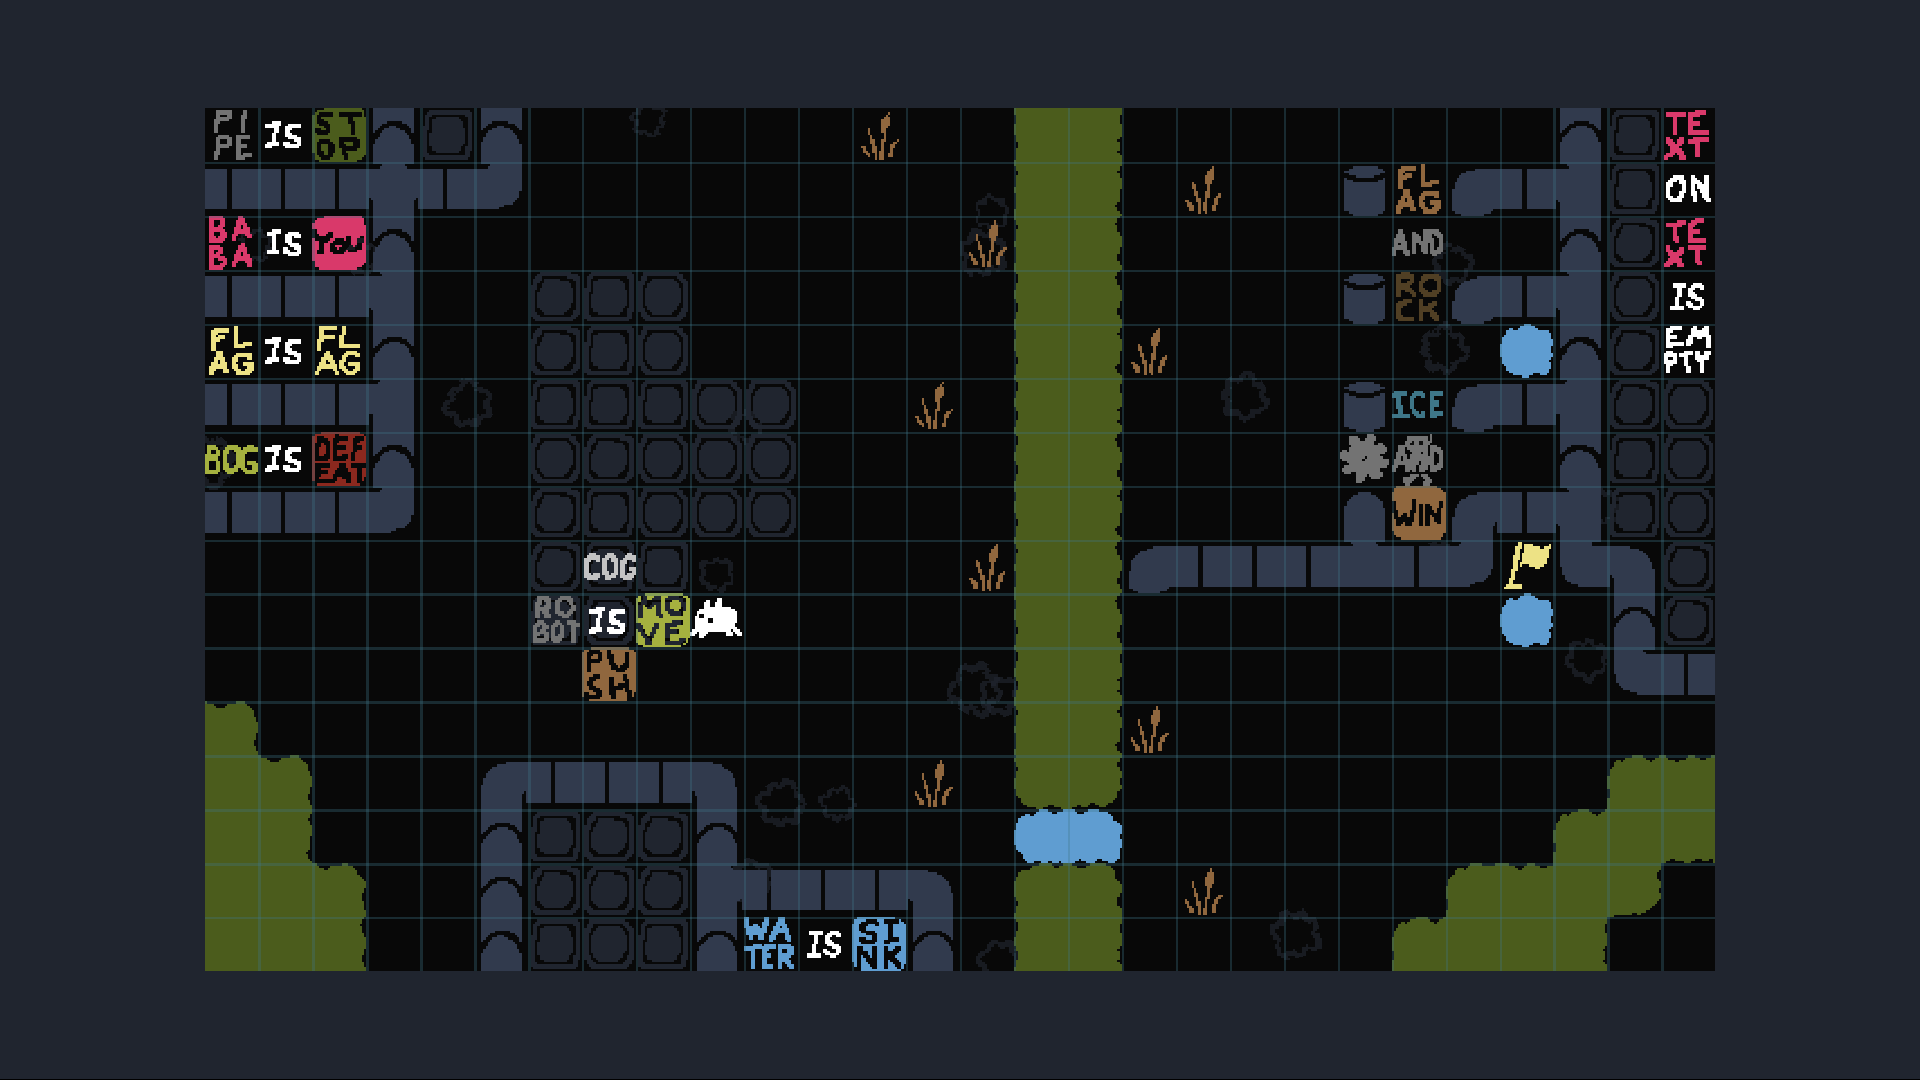 PIPE IS STOP
TEXT
FLAG
ON
BABA IS YOU
AND
TEXT
ROCK
IS
FLAG IS FLAG
EMPTY
ICE
BOG IS DEFEAT
AND
WIN
COG
ROBOT IS MOVE
PUSH
WATER IS SINK